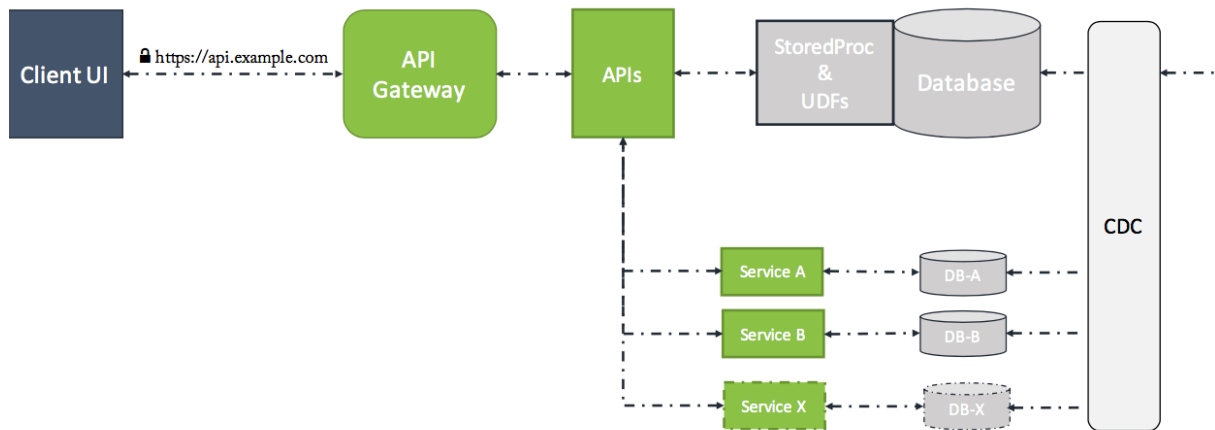 Client UI
https://api.example.com
API
Gateway
APIs
StoredProc
&
UDFs
Database
CDC
Service A
DB-A
Service B
DB-B
Service X
DB-X